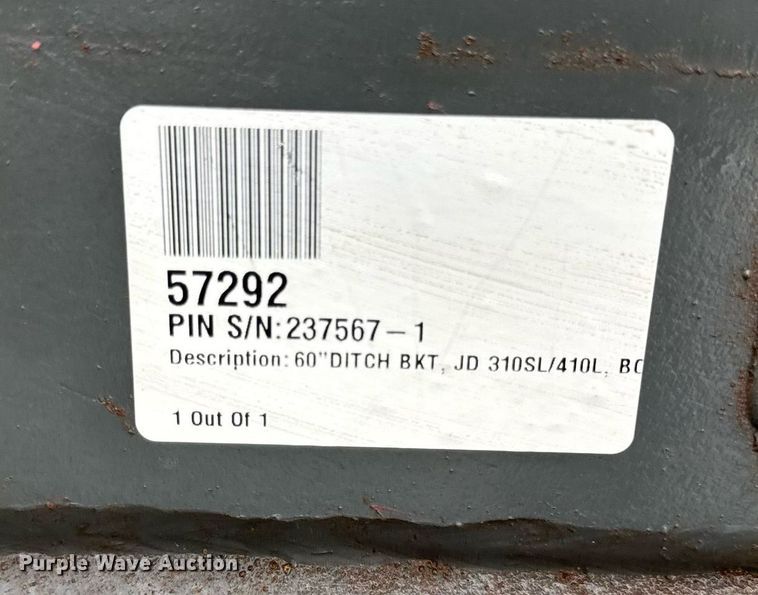 57292
PIN S/N:237567-1
Description: 60"DITCH BKT, JD 310SL/410L, BO
1 Out Of 1
Purple Wave Auction